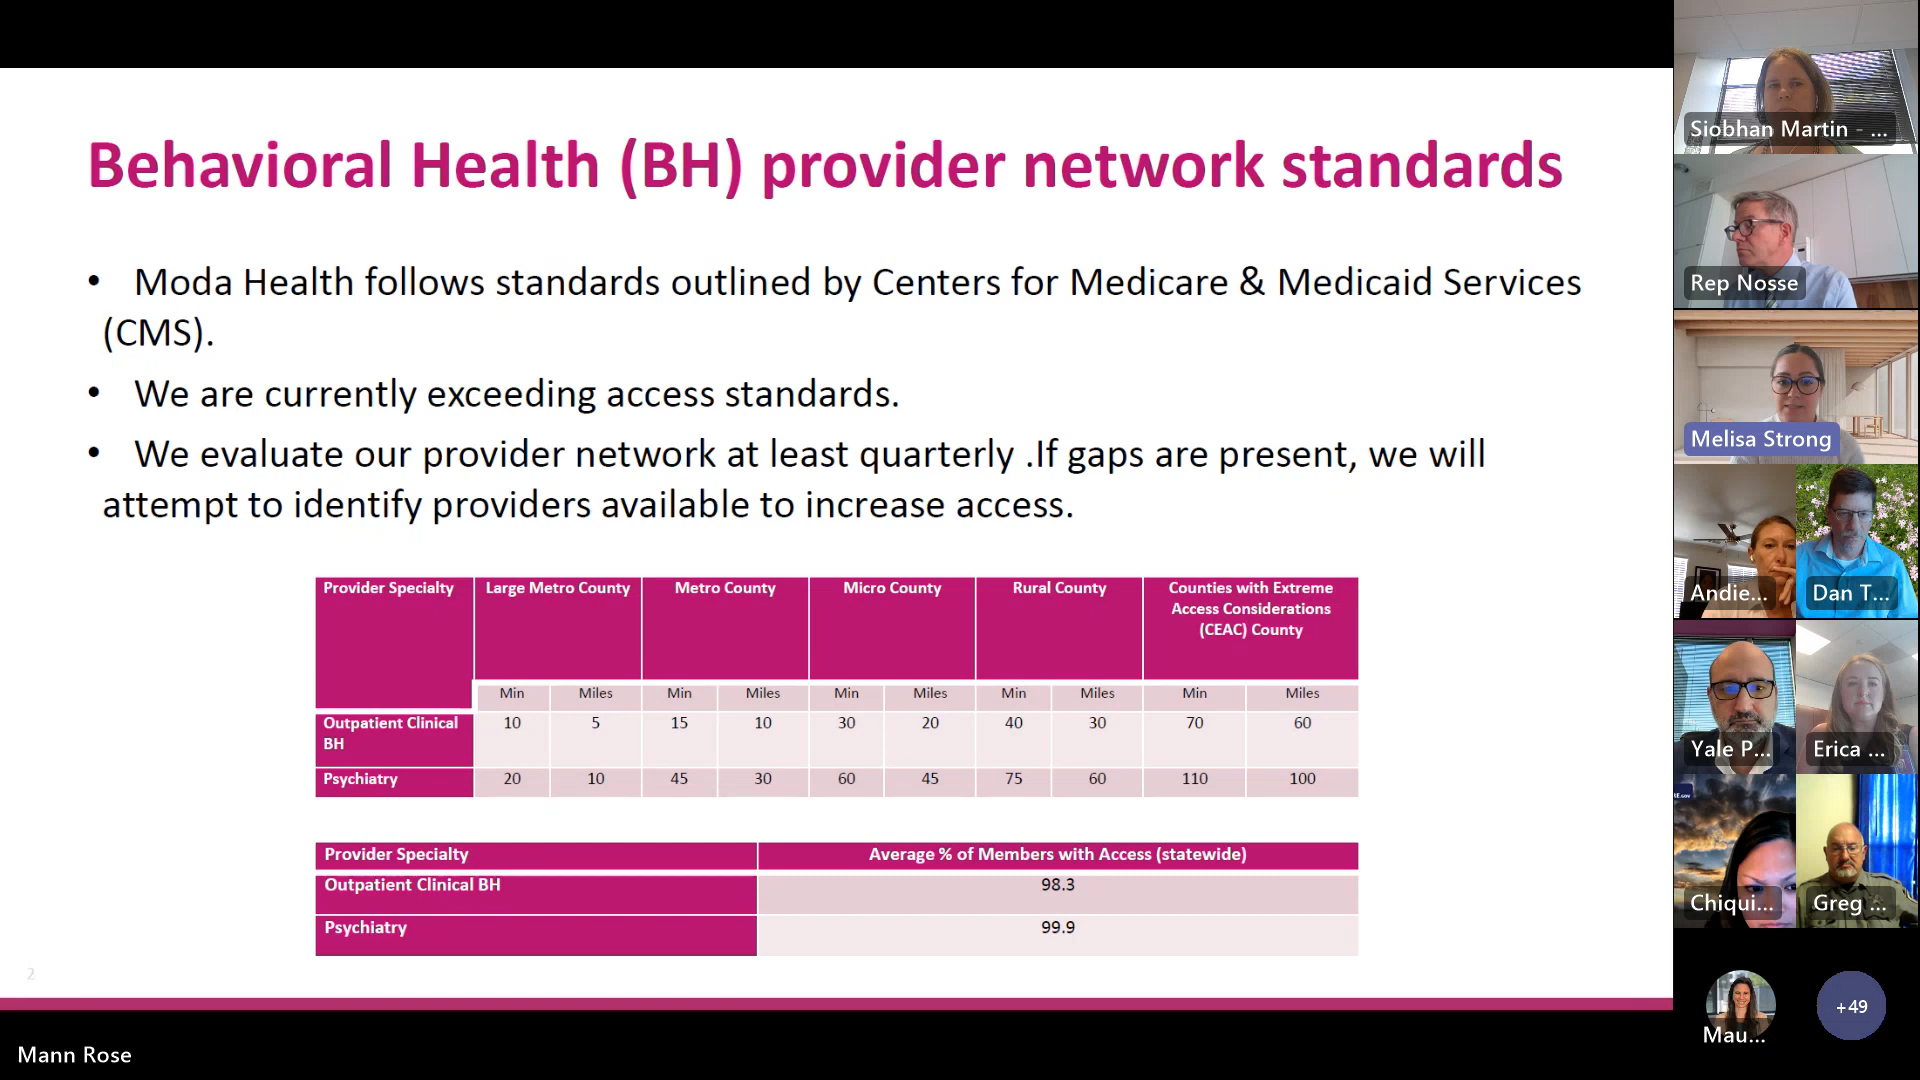 Behavioral Health (BH) provider network standards
• Moda Health follows standards outlined by Centers for Medicare & Medicaid Services
(CMS).
• We are currently exceeding access standards.
• We evaluate our provider network at least quarterly .If gaps are present, we will
attempt to identify providers available to increase access.
Provider Specialty Large Metro County Metro County Micro County Rural County Counties with Extreme
Access Considerations
(CEAC) County
Min Miles Min Miles Min Miles Min Miles Min Miles
Outpatient Clinical 10 5 15 10 30 20 40 30 70 60
BH
Psychiatry 20 10 45 30 60 45 75 60 110 100
Provider Specialty Average % of Members with Access (statewide)
Outpatient Clinical BH 98.3
Psychiatry 99.9
2
Mann Rose
Siobhan Martin - ...
Rep Nosse
Melisa Strong
Andie... Dan T...
Yale P... Erica ...
Chiqui... Greg ...
Mau... +49